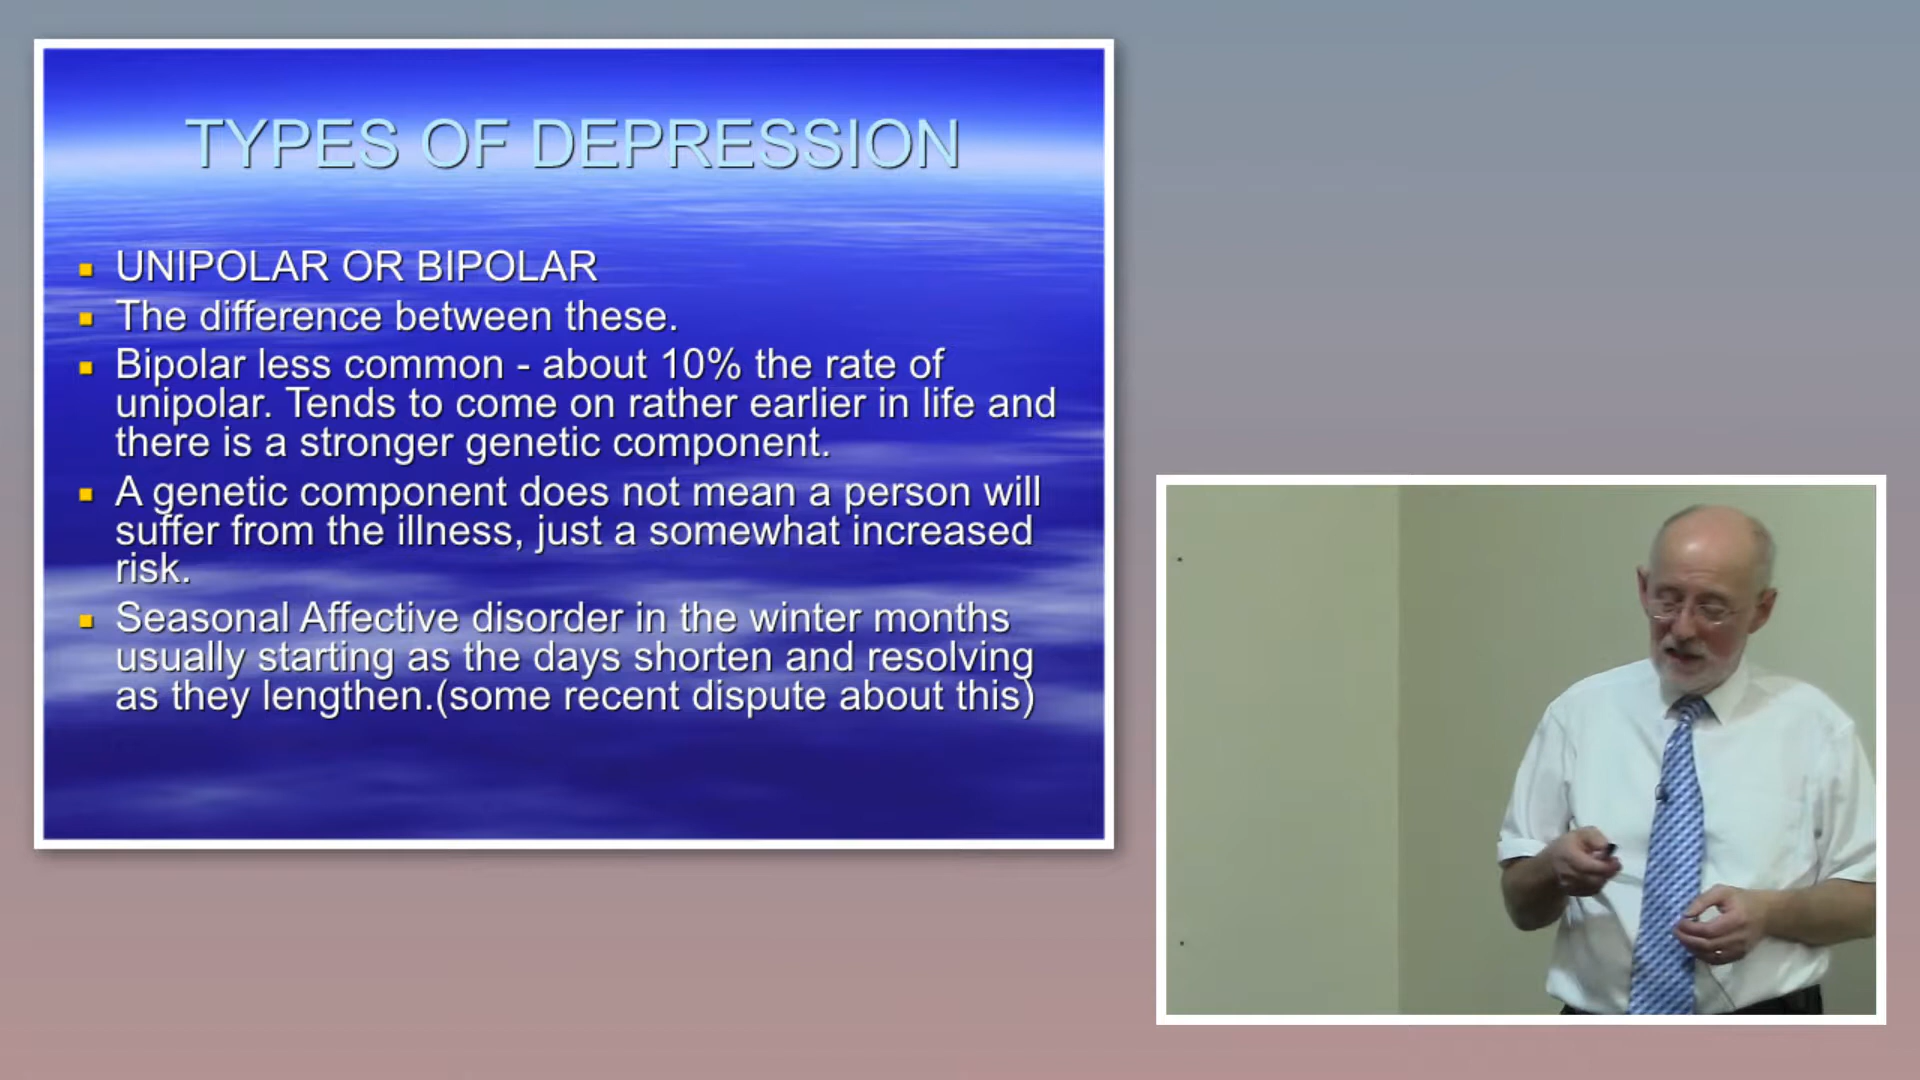 TYPES OF DEPRESSION
UNIPOLAR OR BIPOLAR
The difference between these.
Bipolar less common - about 10% the rate of
unipolar. Tends to come on rather earlier in life and
there is a stronger genetic component.
A genetic component does not mean a person will
suffer from the illness, just a somewhat increased
risk.
Seasonal Affective disorder in the winter months
usually starting as the days shorten and resolving
as they lengthen.(some recent dispute about this)